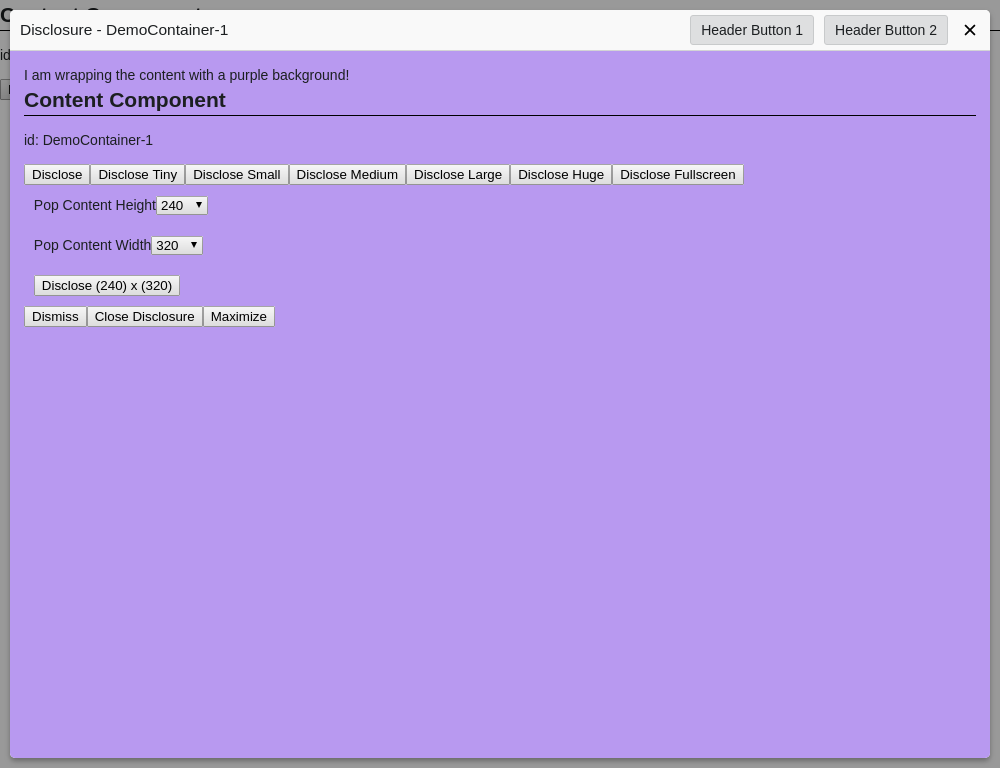 Disclosure - DemoContainer-1
Header Button 1
Header Button 2
I am wrapping the content with a purple background!
Content Component
id: DemoContainer-1
Disclose Disclose Tiny Disclose Small Disclose Medium Disclose Large Disclose Huge Disclose Fullscreen
Pop Content Height 240
Pop Content Width 320
Disclose (240) x (320)
Dismiss Close Disclosure Maximize
id